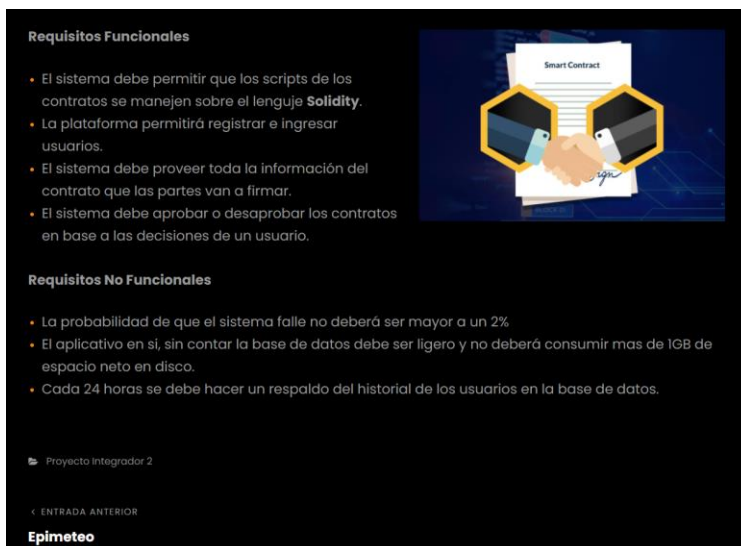 Requisitos Funcionales
Smart Contract
• El sistema debe permitir que los scripts de los
contratos se manejen sobre el lenguje Solidity.
• La plataforma permitirá registrar e ingresar
usuarios.
• El sistema debe proveer toda la información del
contrato que las partes van a firmar.
Sign
• El sistema debe aprobar o desaprobar los contratos
en base a las decisiones de un usuario.
Requisitos No Funcionales
• La probabilidad de que el sistema falle no deberá ser mayor a un 2%
• El aplicativo en si, sin contar la base de datos debe ser ligero y no deberá consumir mas de 1GB de
espacio neto en disco.
• Cada 24 horas se debe hacer un respaldo del historial de los usuarios en la base de datos.
Proyecto Integrador 2
‹ ENTRADA ANTERIOR
Epimeteo